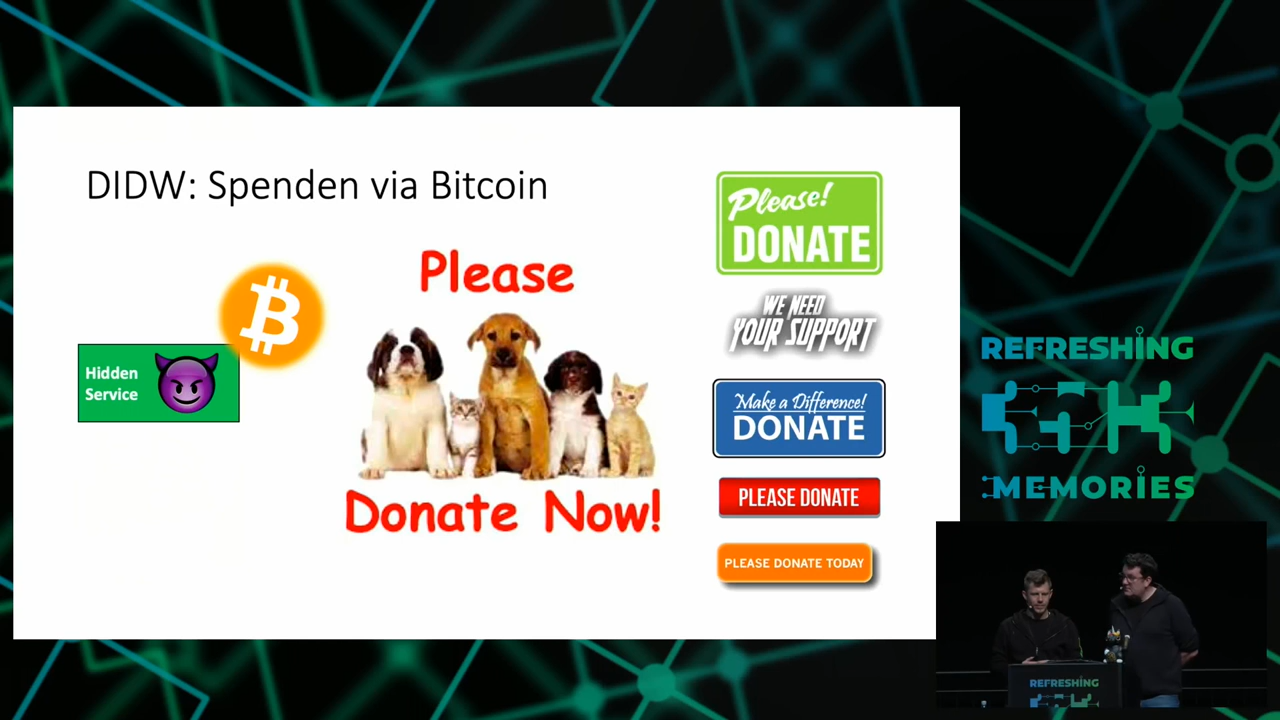 DIDW: Spenden via Bitcoin
Hidden
Service
Please
Donate Now!
Please!
DONATE
WE NEED
YOUR SUPPORT
Make a Difference!
DONATE
PLEASE DONATE
PLEASE DONATE TODAY
REFRESHING
MEMORIES
REFRESHING